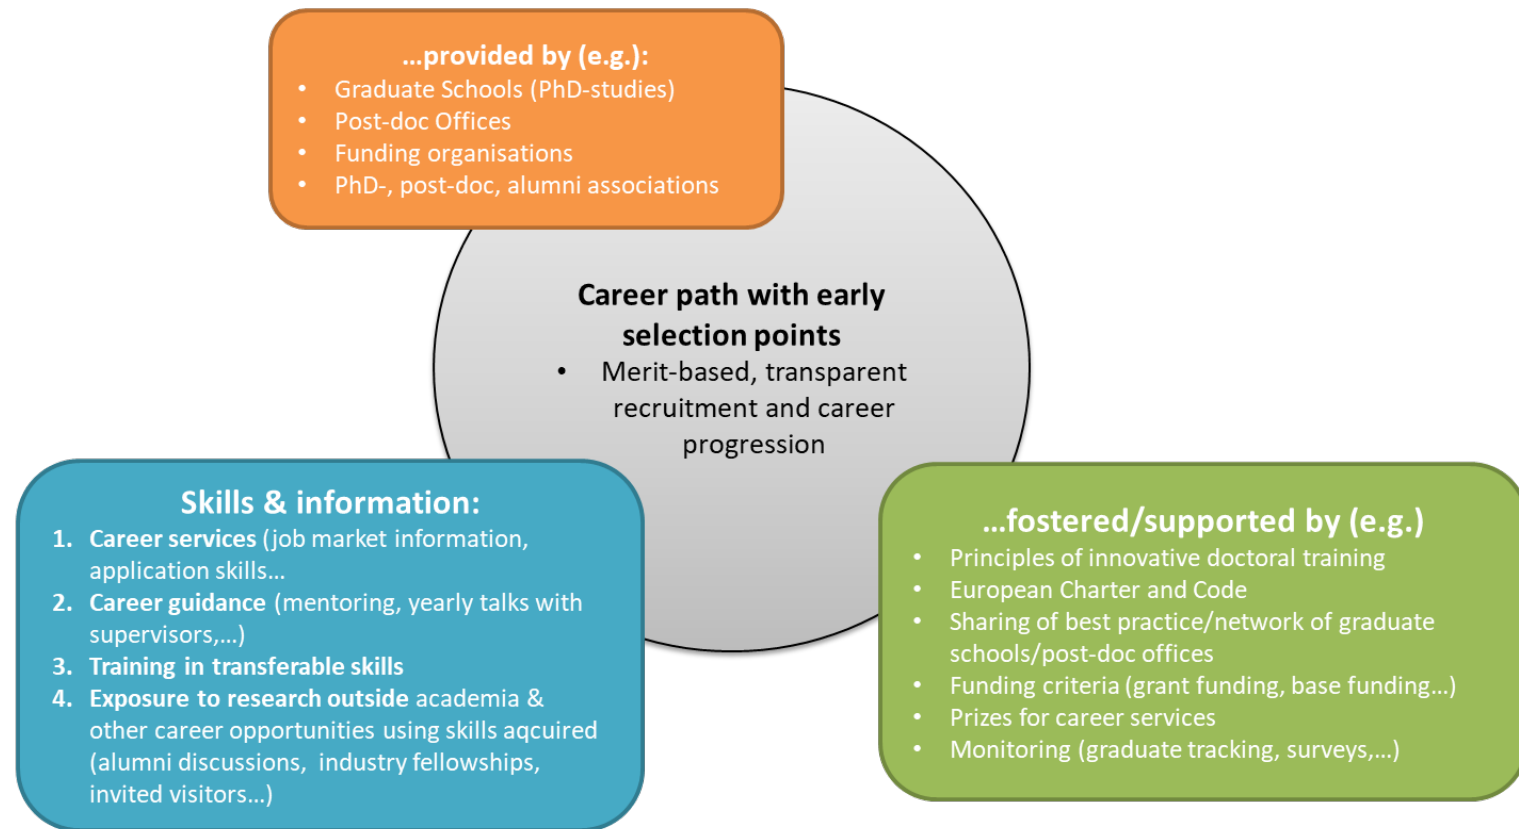 ...provided by (e.g.):
• Graduate Schools (PhD-studies)
• Post-doc Offices
• Funding organisations
• PhD-, post-doc, alumni associations
Career path with early
selection points
• Merit-based, transparent
recruitment and career
progression
Skills & information:
1. Career services (job market information,
application skills...
2. Career guidance (mentoring, yearly talks with
supervisors,...)
3. Training in transferable skills
4. Exposure to research outside academia &
other career opportunities using skills aqcuired
(alumni discussions, industry fellowships,
invited visitors...)
...fostered/supported by (e.g.)
• Principles of innovative doctoral training
• European Charter and Code
• Sharing of best practice/network of graduate
schools/post-doc offices
• Funding criteria (grant funding, base funding...)
• Prizes for career services
• Monitoring (graduate tracking, surveys,...)